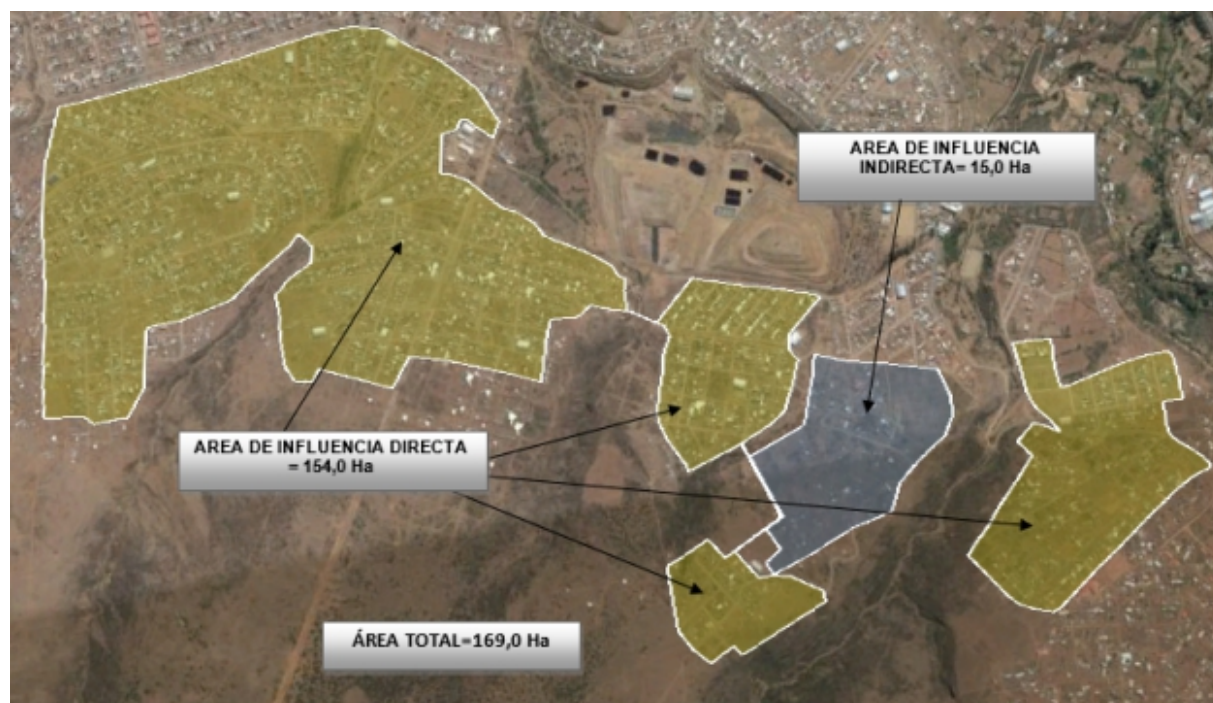 AREA DE INFLUENCIA
INDIRECTA= 15,0 Ha
AREA DE INFLUENCIA DIRECTA
= 154,0 Ha
ÁREA TOTAL=169,0 Ha